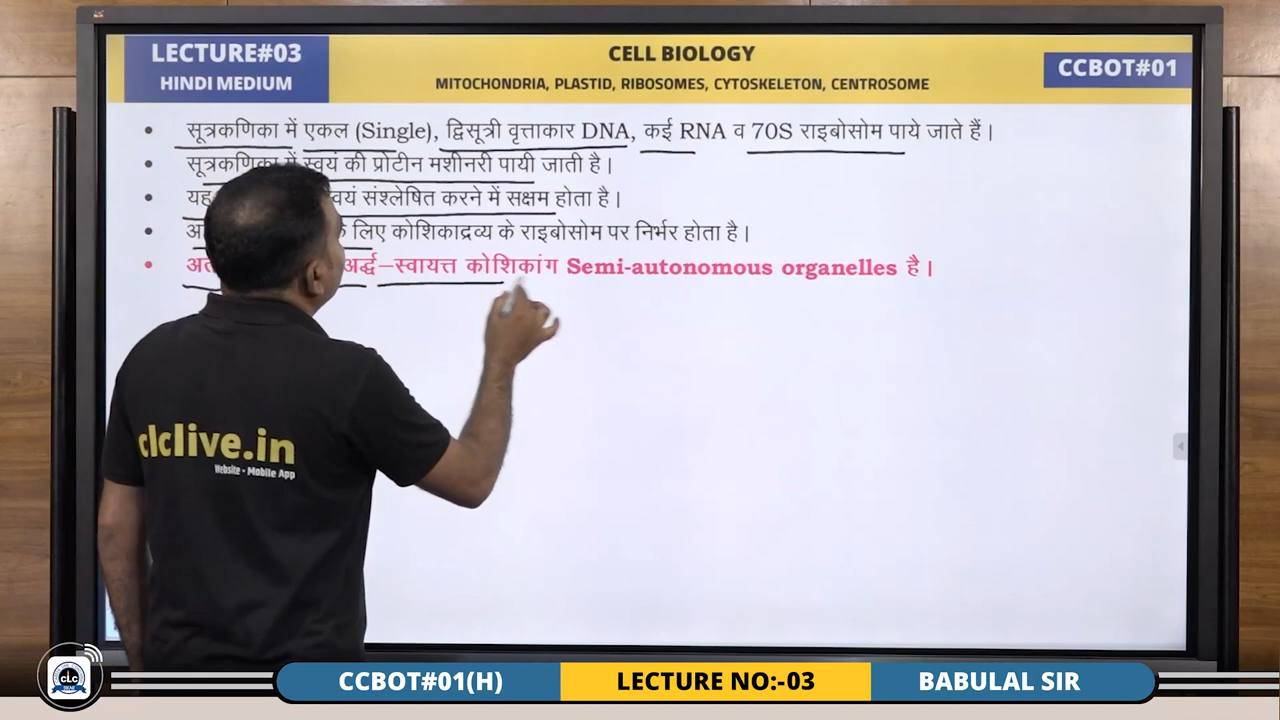 LECTURE#03
HINDI MEDIUM
CELL BIOLOGY
MITOCHONDRIA, PLASTID, RIBOSOMES, CYTOSKELETON, CENTROSOME
CCBOT#01
• सूत्रकणिका में एकल (Single), द्विसूत्री वृत्ताकार DNA, कई RNA व 70S राइबोसोम पाये जाते हैं।
• सूत्रकणिका में स्वयं की प्रोटीन मशीनरी पायी जाती है।
• यह संश्लेषित करने में सक्षम होता है।
• लिए कोशिकाद्रव्य के राइबोसोम पर निर्भर होता है।
• अर्द्ध–स्वायत्त कोशिकांग Semi-autonomous organelles है।
clclive.in
Website • Mobile App
CLC
CCBOT#01(H)
LECTURE NO:-03
BABULAL SIR